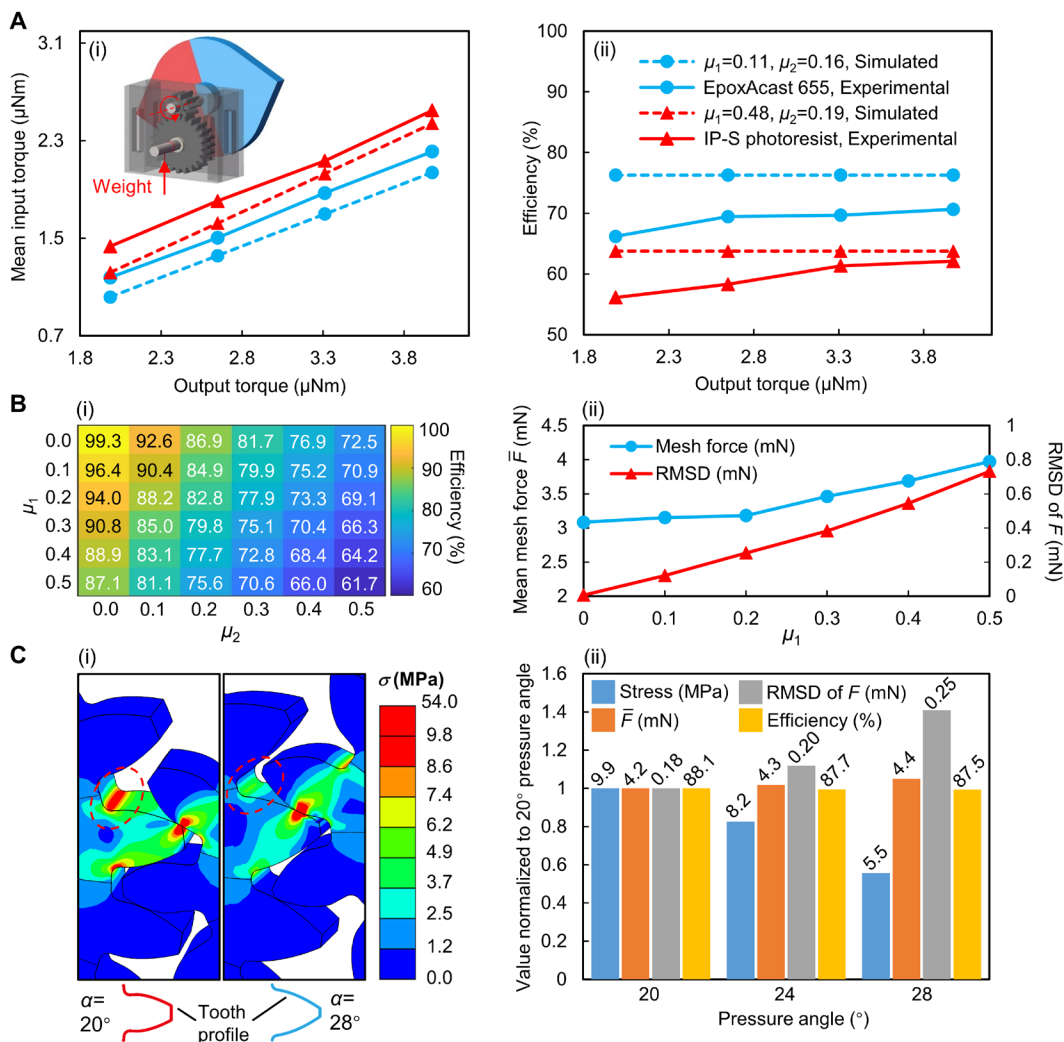 A
(i)
3.1
2.3
1.5
0.7
Mean input torque (µNm)
Weight
1.8 2.3 2.8 3.3 3.8
Output torque (µNm)
(ii)
100
90
80
70
60
50
Efficiency (%)
μ1=0.11, μ2=0.16, Simulated
EpoxAcast 655, Experimental
μ1=0.48, μ2=0.19, Simulated
IP-S photoresist, Experimental
1.8 2.3 2.8 3.3 3.8
Output torque (µNm)
B
(i)
0.0 99.3 92.6 86.9 81.7 76.9 72.5
0.1 96.4 90.4 84.9 79.9 75.2 70.9
0.2 94.0 88.2 82.8 77.9 73.3 69.1
0.3 90.8 85.0 79.8 75.1 70.4 66.3
0.4 88.9 83.1 77.7 72.8 68.4 64.2
0.5 87.1 81.1 75.6 70.6 66.0 61.7
0.0 0.1 0.2 0.3 0.4 0.5
μ1
μ2
100
90
80
70
60
Efficiency (%)
(ii)
4.5
4
3.5
3
2.5
2
Mean mesh force F̄ (mN)
Mesh force (mN)
RMSD (mN)
1
0.8
0.6
0.4
0.2
0
RMSD of F (mN)
0 0.1 0.2 0.3 0.4 0.5
μ1
C
(i)
σ (MPa)
54.0
9.8
8.6
7.4
6.2
4.9
3.7
2.5
1.2
0.0
α=
20°
Tooth
profile
α=
28°
(ii)
1.6
1.4
1.2
1
0.8
0.6
0.4
0.2
0
Value normalized to 20° pressure angle
Stress (MPa)
RMSD of F (mN)
F̄ (mN)
Efficiency (%)
9.9 4.2 0.18 88.1
8.2 4.3 0.20 87.7
5.5 4.4 0.25 87.5
20 24 28
Pressure angle (°)